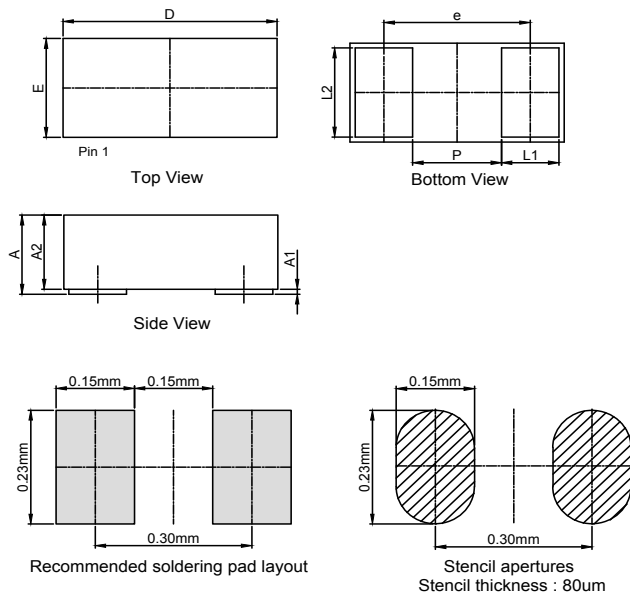 D
E
Pin 1
Top View
e
L2
P
L1
Bottom View
A
A2
A1
Side View
0.15mm
0.15mm
0.23mm
0.30mm
Recommended soldering pad layout
0.15mm
0.23mm
0.30mm
Stencil apertures
Stencil thickness : 80um